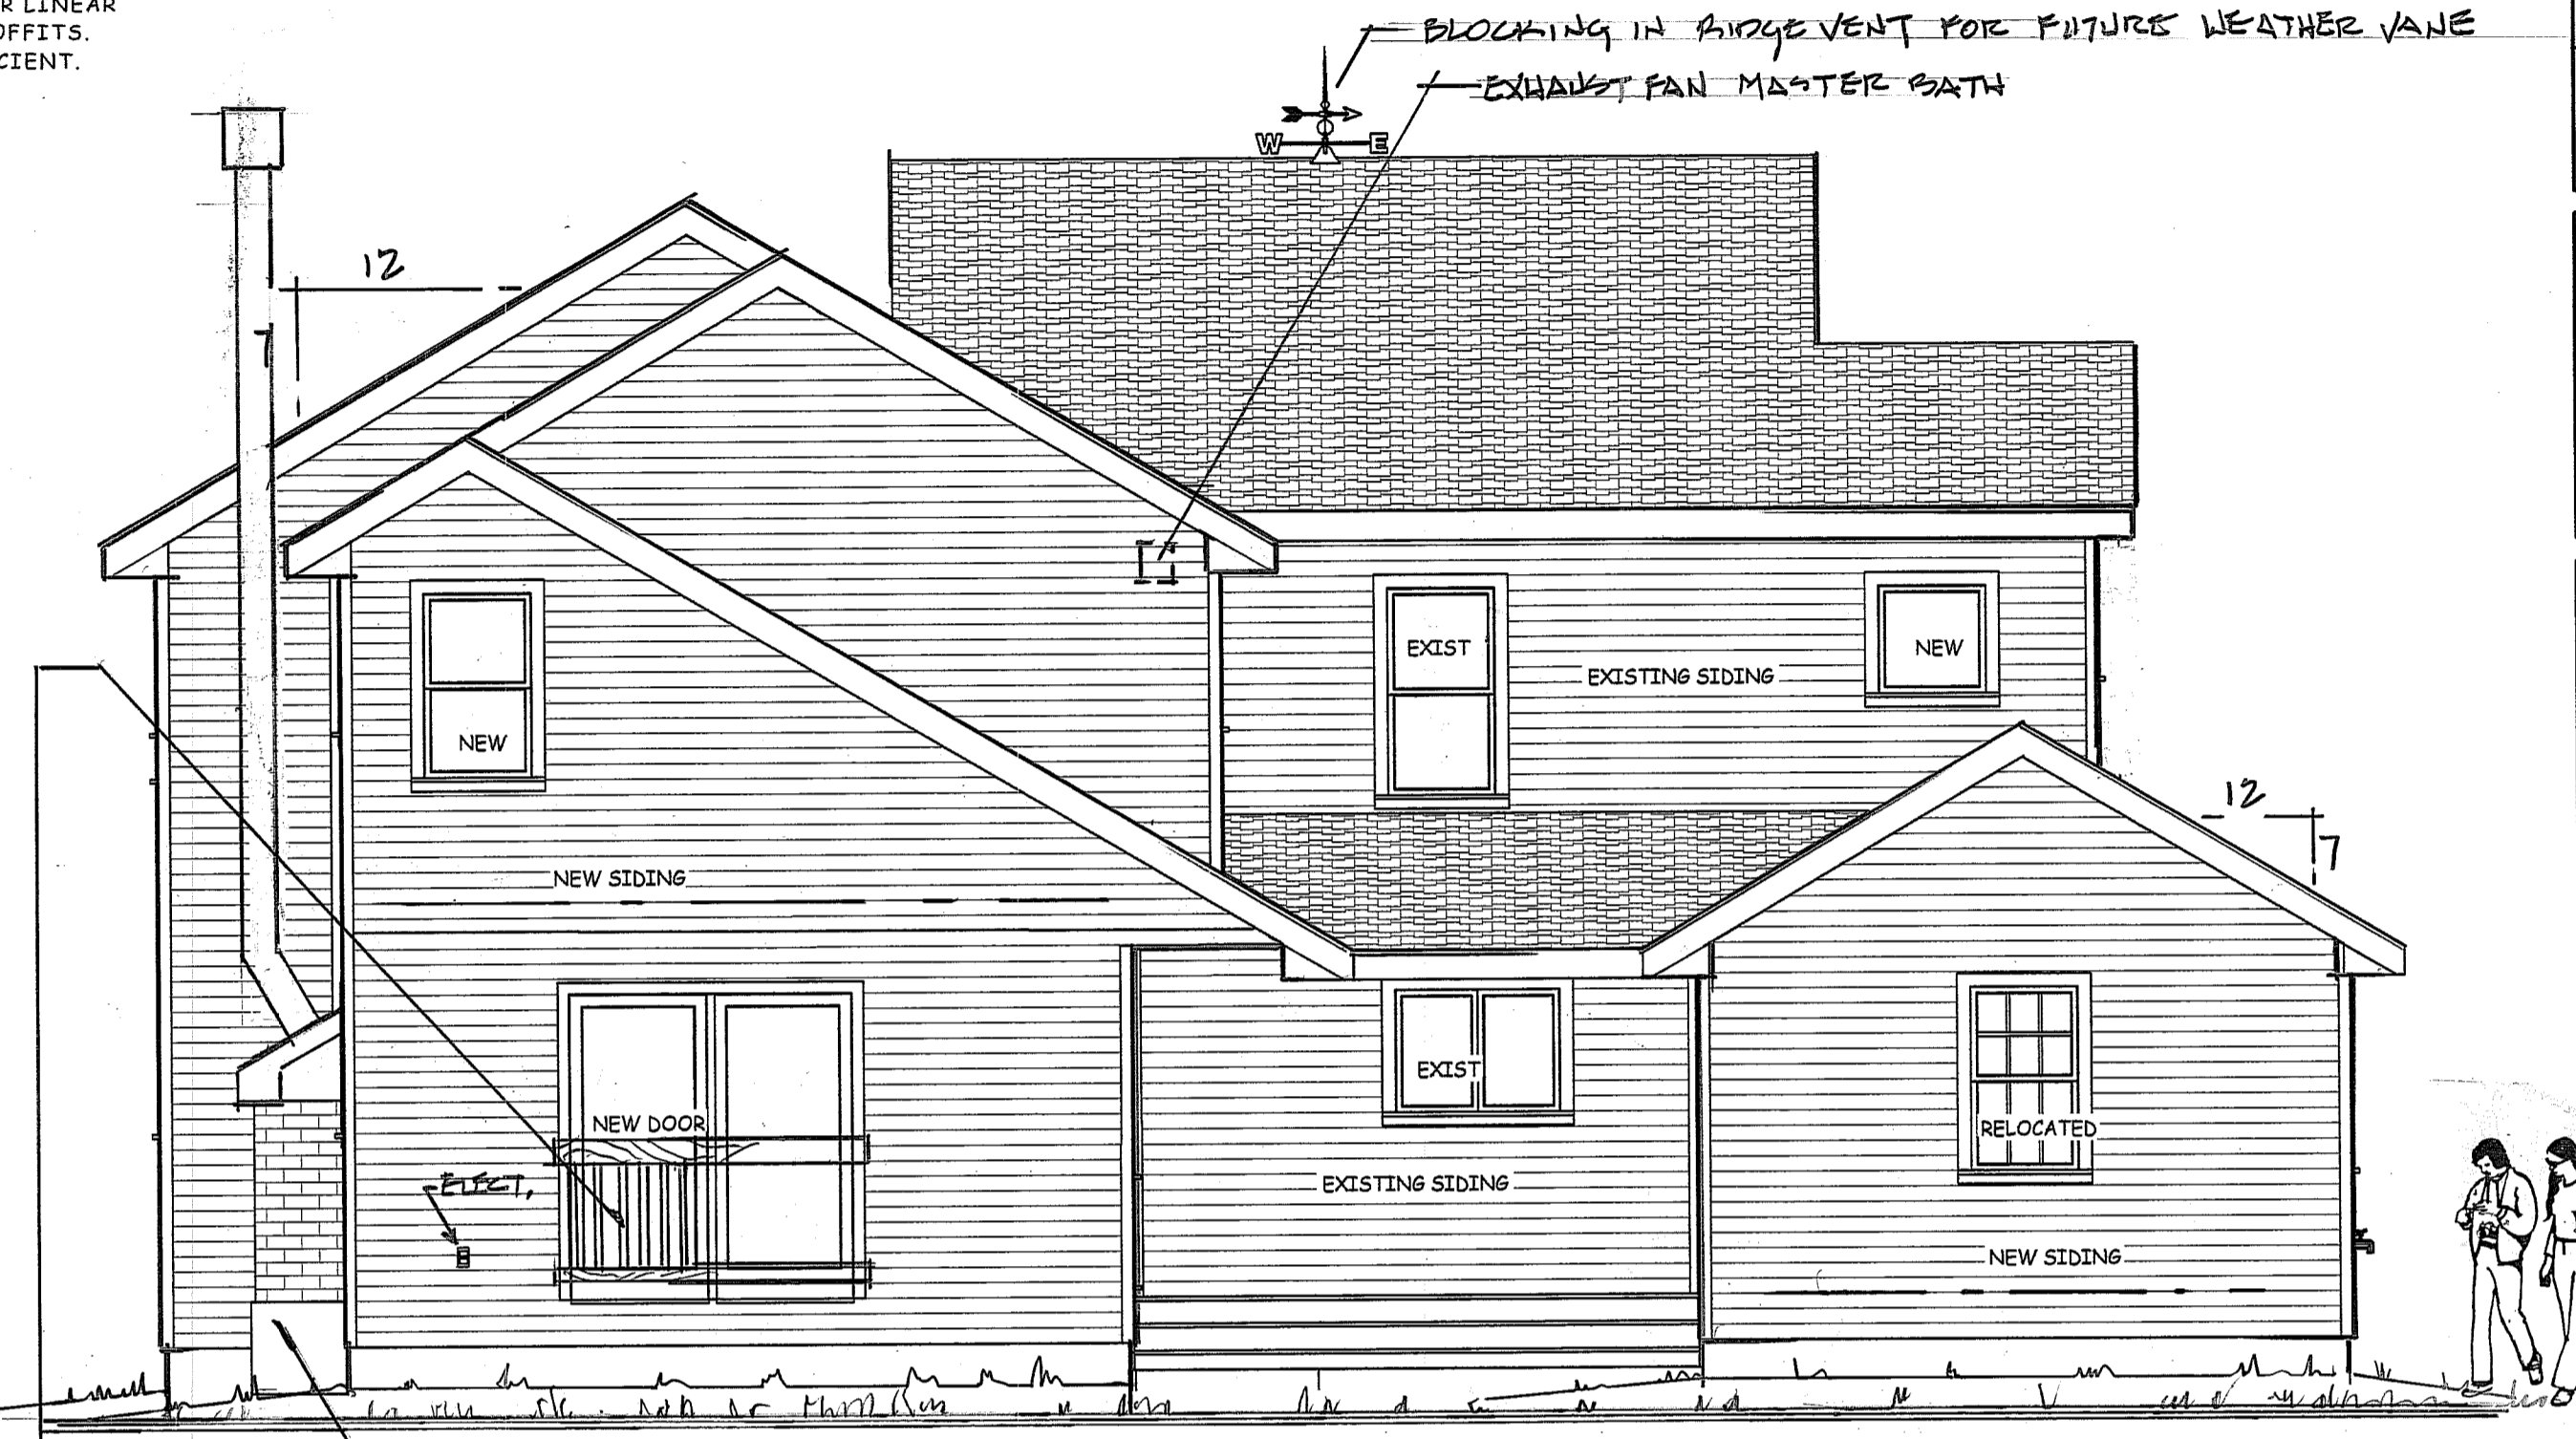 R LINEAR
OFFITS.
CIENT.
BLOCKING IN RIDGE VENT FOR FUTURE WEATHER VANE
EXHAUST FAN MASTER BATH
W E
12
7
EXIST
EXISTING SIDING
NEW
NEW
12
7
NEW SIDING
EXIST
NEW DOOR
RELOCATED
ELECT.
EXISTING SIDING
NEW SIDING